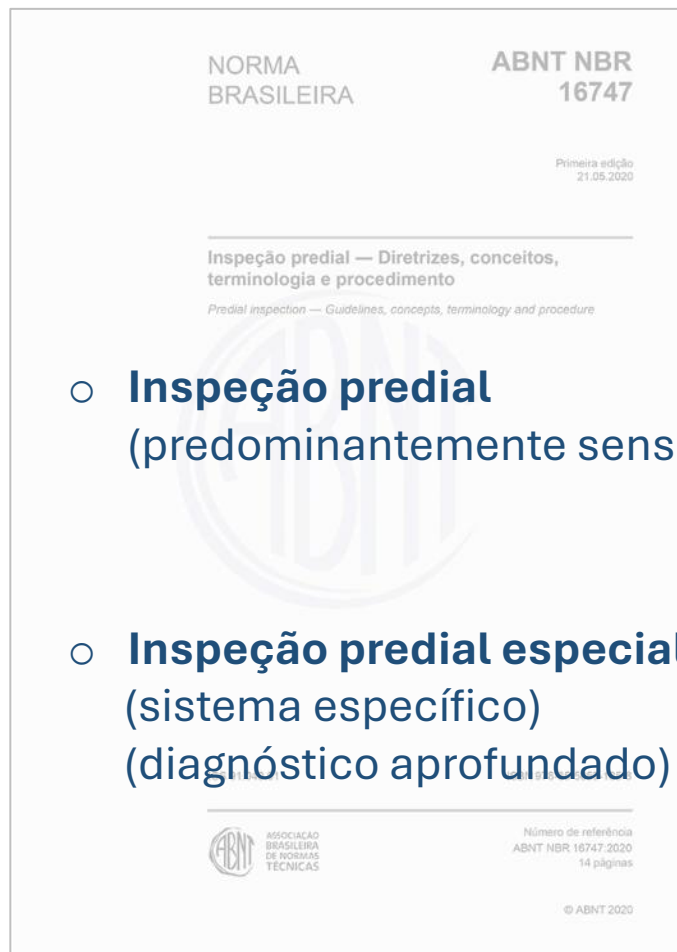 NORMA
BRASILEIRA
ABNT NBR
16747
Primeira edição
21.05.2020
Inspeção predial — Diretrizes, conceitos,
terminologia e procedimento
Predial inspection — Guidelines, concepts, terminology and procedure
○ Inspeção predial
(predominantemente sens
○ Inspeção predial especial
(sistema específico)
(diagnóstico aprofundado)
ABNT
ASSOCIAÇÃO
BRASILEIRA
DE NORMAS
TÉCNICAS
Número de referência
ABNT NBR 16747:2020
14 páginas
© ABNT 2020